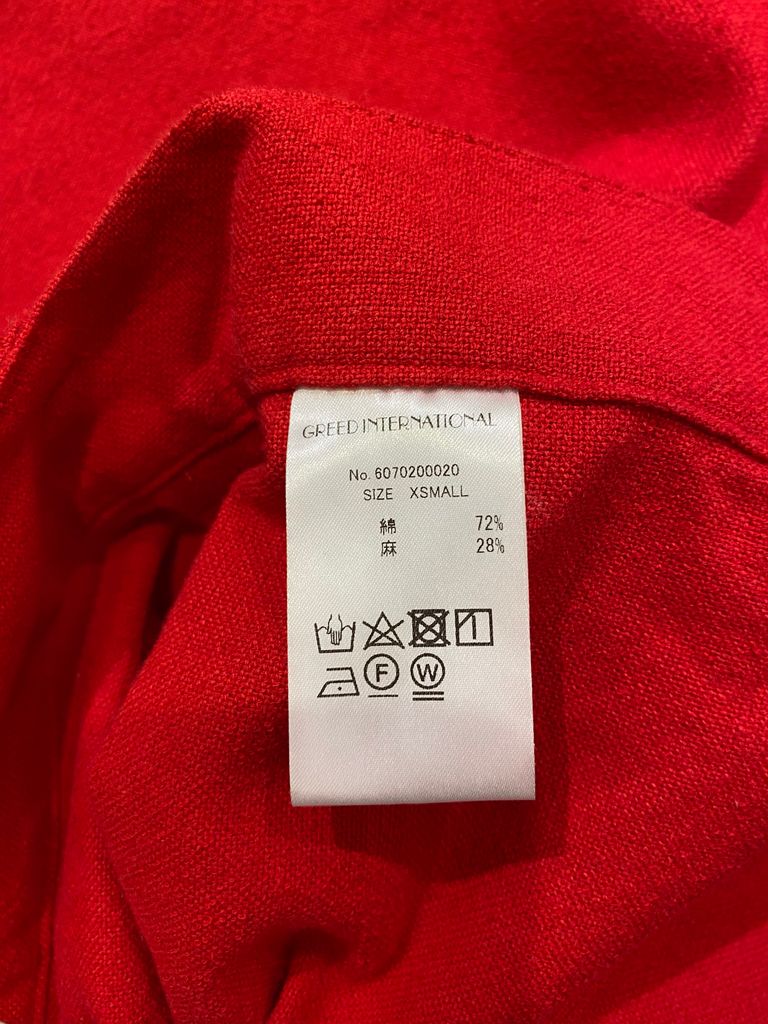 GREED INTERNATIONAL
No. 6070200020
SIZE XSMALL
綿 72%
麻 28%
F W